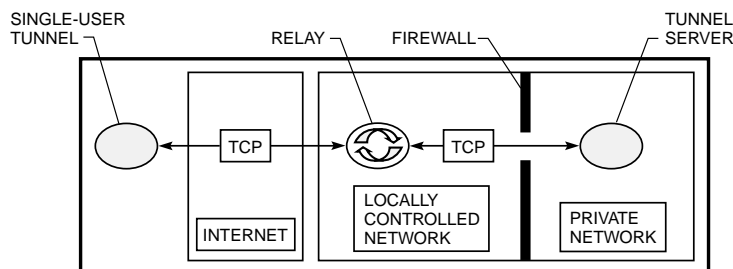 SINGLE-USER
TUNNEL
RELAY
FIREWALL
TUNNEL
SERVER
TCP
TCP
INTERNET
LOCALLY
CONTROLLED
NETWORK
PRIVATE
NETWORK